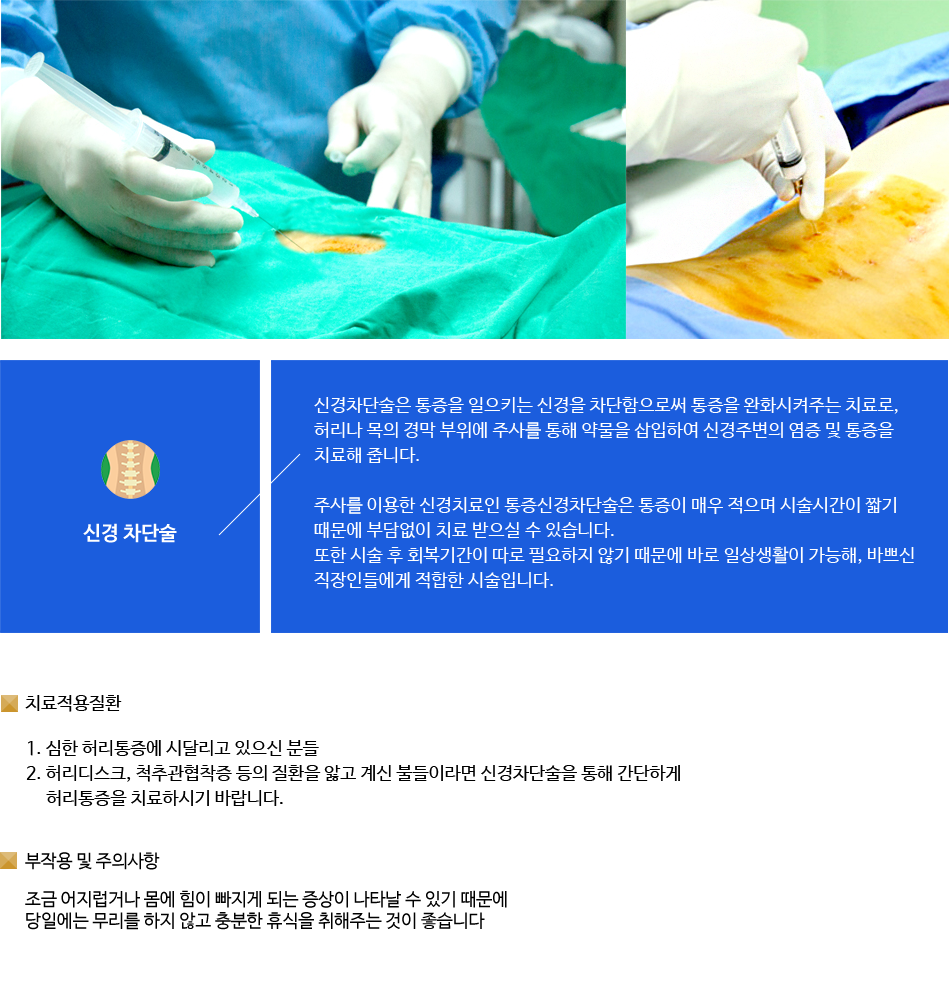 신경 차단술
신경차단술은 통증을 일으키는 신경을 차단함으로써 통증을 완화시켜주는 치료로,
허리나 목의 경막 부위에 주사를 통해 약물을 삽입하여 신경주변의 염증 및 통증을
치료해 줍니다.
주사를 이용한 신경치료인 통증신경차단술은 통증이 매우 적으며 시술시간이 짧기
때문에 부담없이 치료 받으실 수 있습니다.
또한 시술 후 회복기간이 따로 필요하지 않기 때문에 바로 일상생활이 가능해, 바쁘신
직장인들에게 적합한 시술입니다.
치료적용질환
1. 심한 허리통증에 시달리고 있으신 분들
2. 허리디스크, 척추관협착증 등의 질환을 앓고 계신 불들이라면 신경차단술을 통해 간단하게
허리통증을 치료하시기 바랍니다.
부작용 및 주의사항
조금 어지럽거나 몸에 힘이 빠지게 되는 증상이 나타날 수 있기 때문에
당일에는 무리를 하지 않고 충분한 휴식을 취해주는 것이 좋습니다